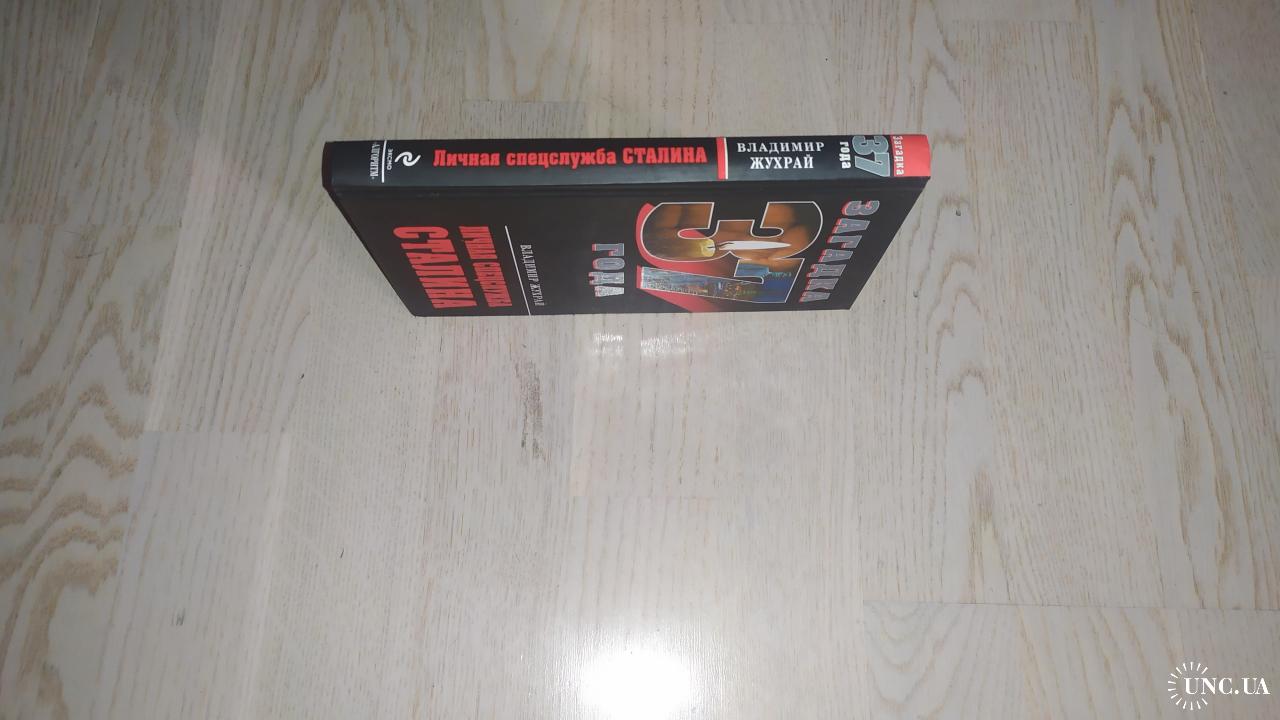 Загадка
37
года
ВЛАДИМИР
ЖУХРАЙ
Личная спецслужба СТАЛИНА
ЭКСМО
«АЛГОРИТМ»
ЗАГАДКА
37
ГОДА
ВЛАДИМИР ЖУХРАЙ
ЛИЧНАЯ СПЕЦСЛУЖБА
СТАЛИНА
UNC.UA